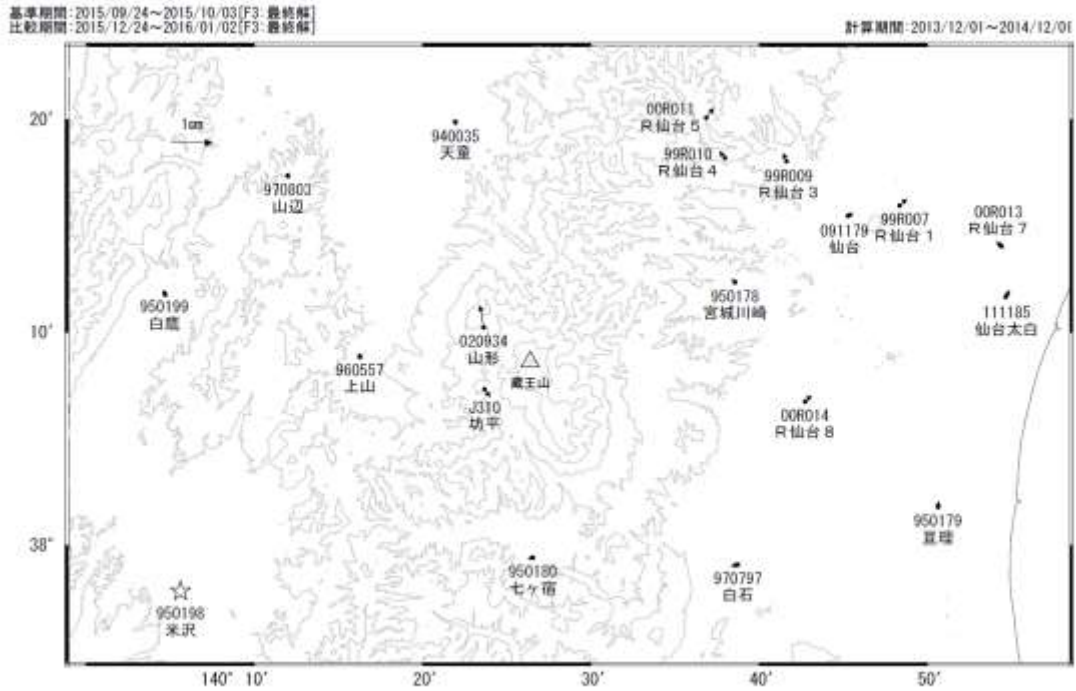 基準期間:2015/09/24～2015/10/03[F3:最終解]
比較期間:2015/12/24～2016/01/02[F3:最終解]
計算期間:2013/12/01～2014/12/01
20'
1cm
940035
天童
00R011
R仙台5
99R010
R仙台4
99R009
R仙台3
970803
山辺
091179
仙台
99R007
R仙台1
00R013
R仙台7
950199
白鷹
950178
宮城川崎
111185
仙台太白
10'
020934
山形
蔵王山
960557
上山
J310
坊平
00R014
R仙台8
950179
亘理
38°
950180
七ヶ宿
970797
白石
950198
米沢
140° 10'
20'
30'
40'
50'